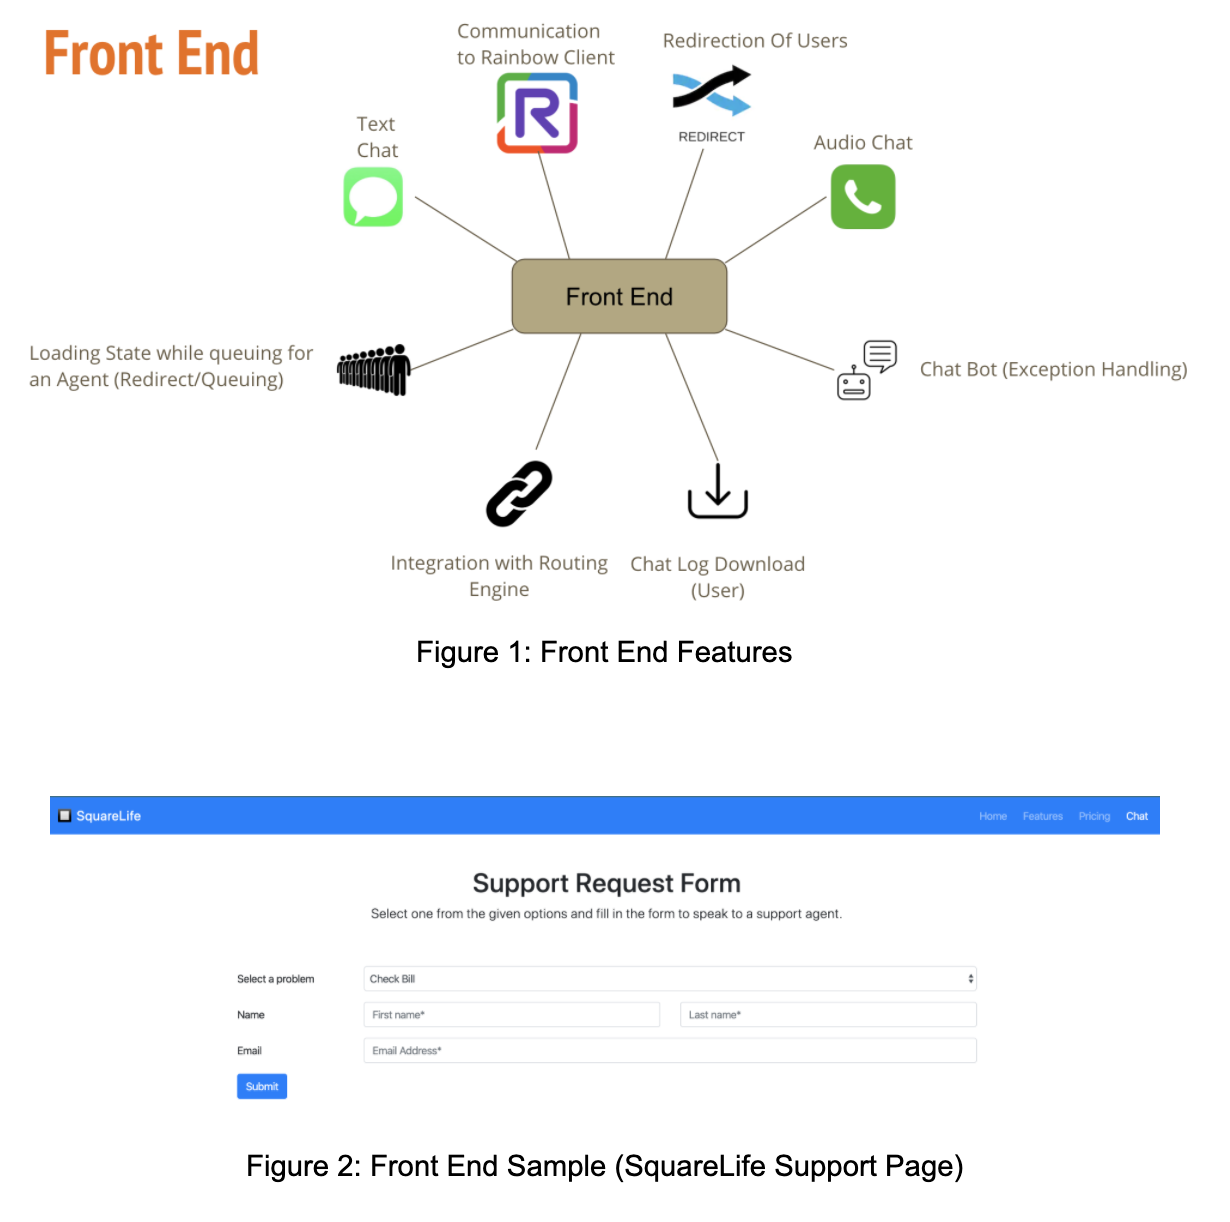 Front End
Communication
to Rainbow Client
Redirection Of Users
REDIRECT
Text
Chat
Audio Chat
R
Front End
Loading State while queuing for
an Agent (Redirect/Queuing)
Chat Bot (Exception Handling)
Integration with Routing
Engine
Chat Log Download
(User)
Figure 1: Front End Features
SquareLife
Home Features Pricing Chat
Support Request Form
Select one from the given options and fill in the form to speak to a support agent.
Select a problem Check Bill
Name First name* Last name*
Email Email Address*
Submit
Figure 2: Front End Sample (SquareLife Support Page)